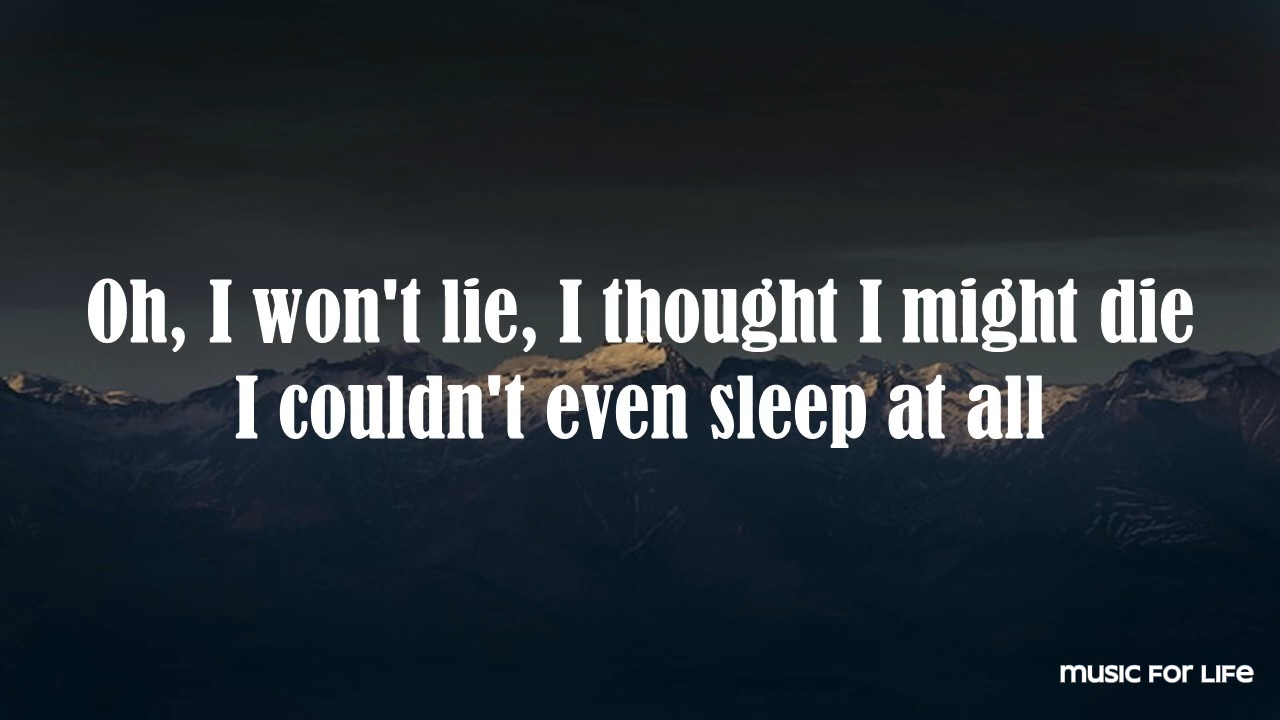 Oh, I won't lie, I thought I might die
I couldn't even sleep at all
MUSIC FOR LIFE